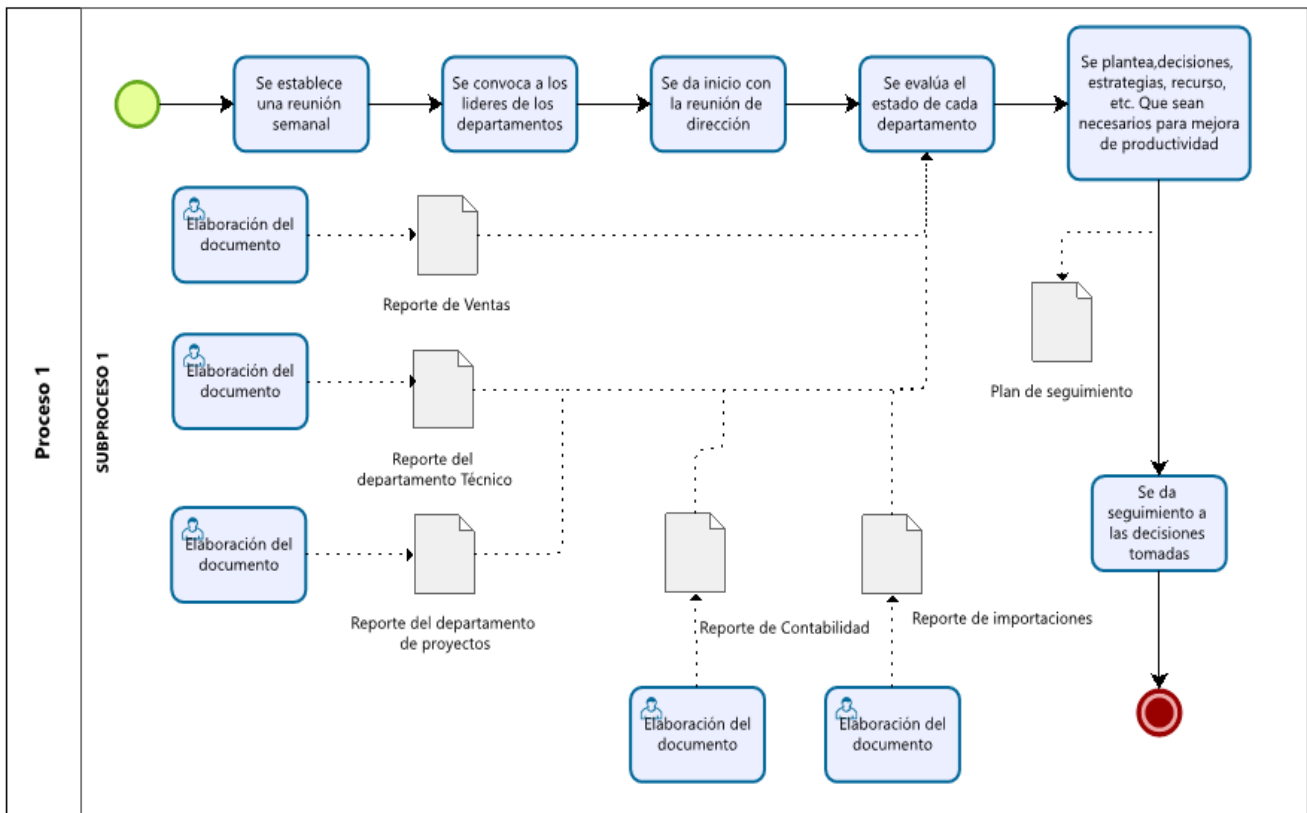 Proceso 1
SUBPROCESO 1
Se establece
una reunión
semanal
Se convoca a los
lideres de los
departamentos
Se da inicio con
la reunión de
dirección
Se evalúa el
estado de cada
departamento
Se plantea,decisiones,
estrategias, recurso,
etc. Que sean
necesarios para mejora
de productividad
Elaboración del
documento
Reporte de Ventas
Elaboración del
documento
Reporte del
departamento Técnico
Elaboración del
documento
Reporte del departamento
de proyectos
Reporte de Contabilidad
Elaboración del
documento
Reporte de importaciones
Elaboración del
documento
Plan de seguimiento
Se da
seguimiento a
las decisiones
tomadas